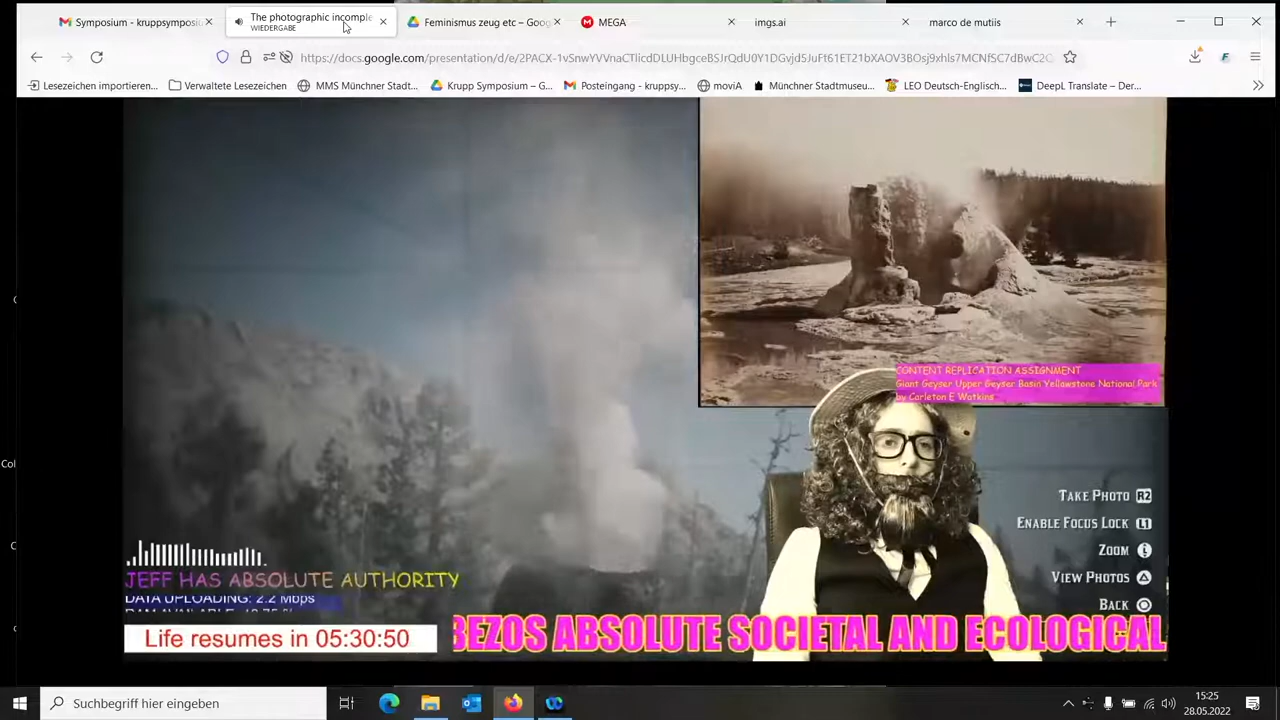 Symposium - kruppsymposi
The photographic incomple
WIEDERGABE
Feminismus zeug etc – Goog
MEGA
imgs.ai
marco de mutiis
Lesezeichen importieren...
Verwaltete Lesezeichen
MMS Münchner Stadt...
Krupp Symposium – G...
Posteingang - kruppsy...
moviA
Münchner Stadtmuseu...
LEO Deutsch-Englisch...
DeepL Translate – Der...
CONTENT REPLICATION ASSIGNMENT
Giant Geyser Upper Geyser Basin Yellowstone National Park
by Carleton E Watkins
TAKE PHOTO R2
ENABLE FOCUS LOCK L1
ZOOM
VIEW PHOTOS
BACK
JEFF HAS ABSOLUTE AUTHORITY
DATA UPLOADING: 2.2 Mbps
Life resumes in 05:30:50
BEZOS ABSOLUTE SOCIETAL AND ECOLOGICAL
Suchbegriff hier eingeben
15:25
28.05.2022